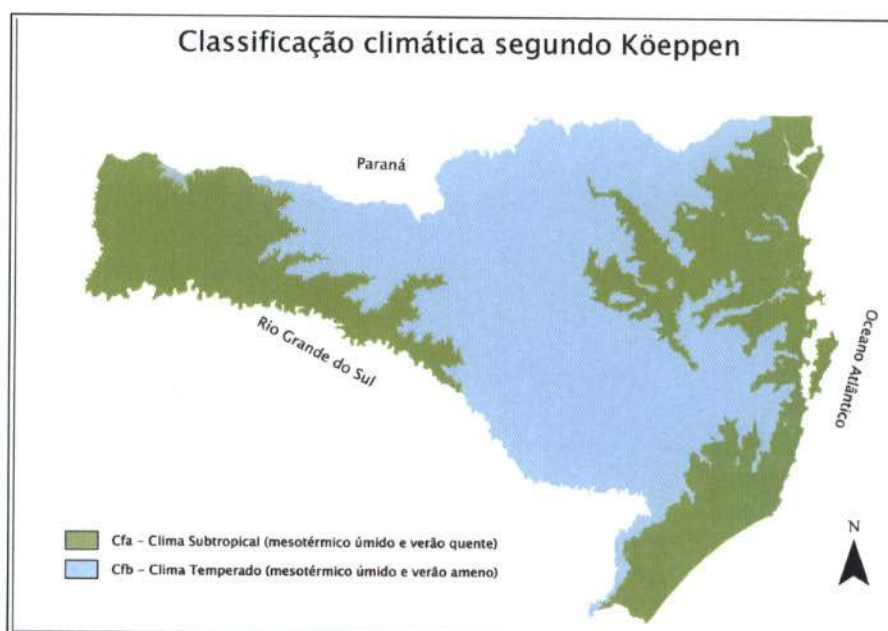 Classificação climática segundo Köeppen
Paraná
Rio Grande do Sul
Oceano Atlântico
N
Cfa - Clima Subtropical (mesotérmico úmido e verão quente)
Cfb - Clima Temperado (mesotérmico úmido e verão ameno)